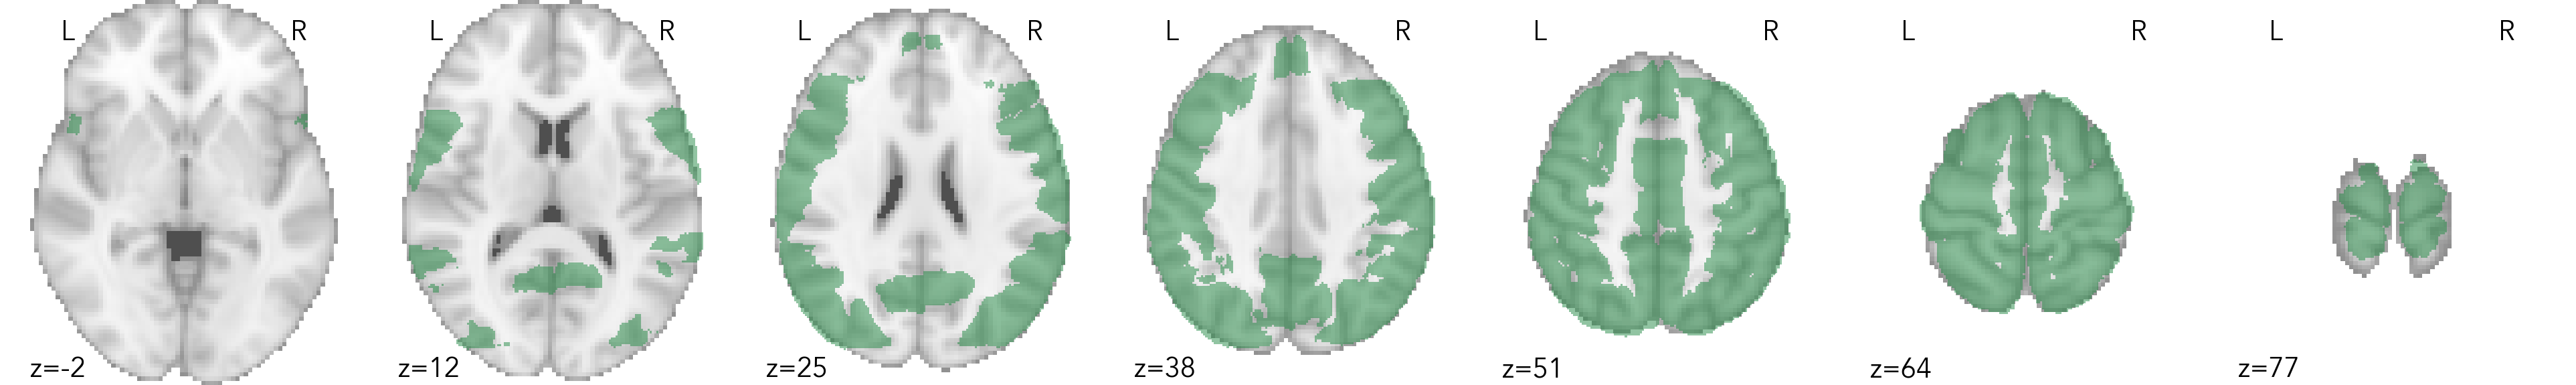 L R L R L R L R L R L R L R
z=-2 z=12 z=25 z=38 z=51 z=64 z=77